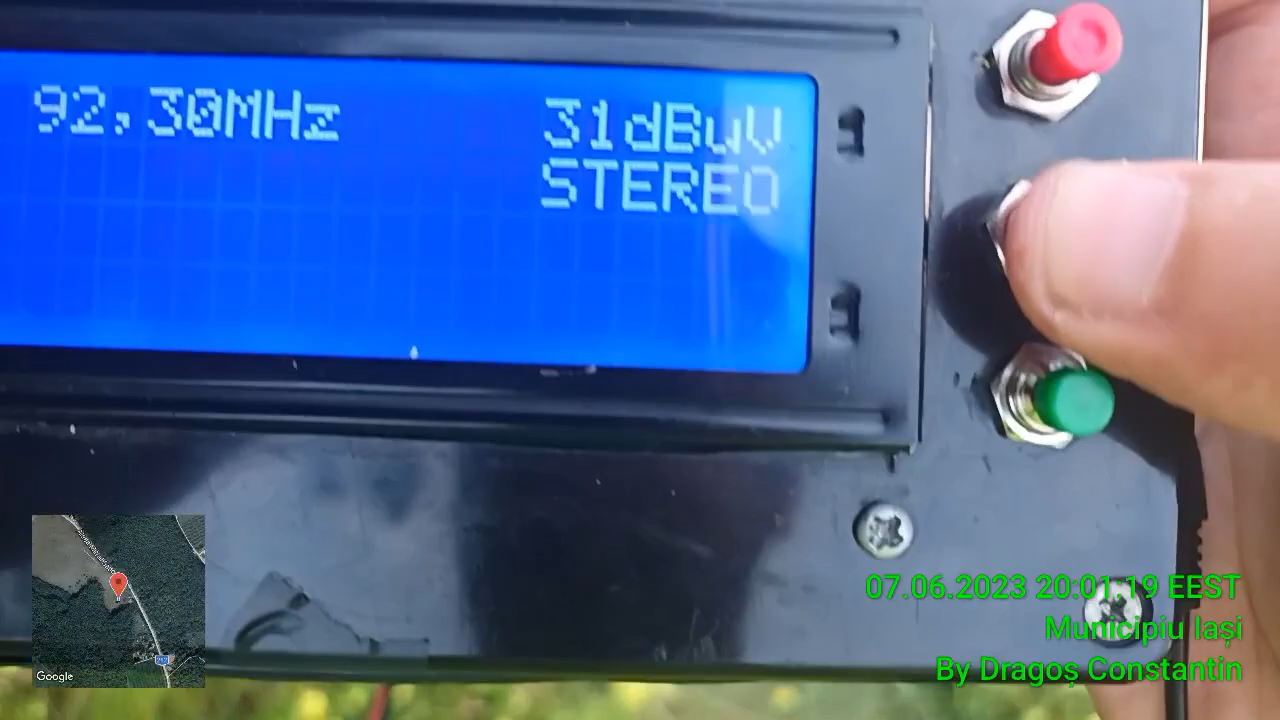 92,30MHz 31dBuV
STEREO
07.06.2023 20:01:19 EEST
Municipiu Iași
By Dragoș Constantin
Google